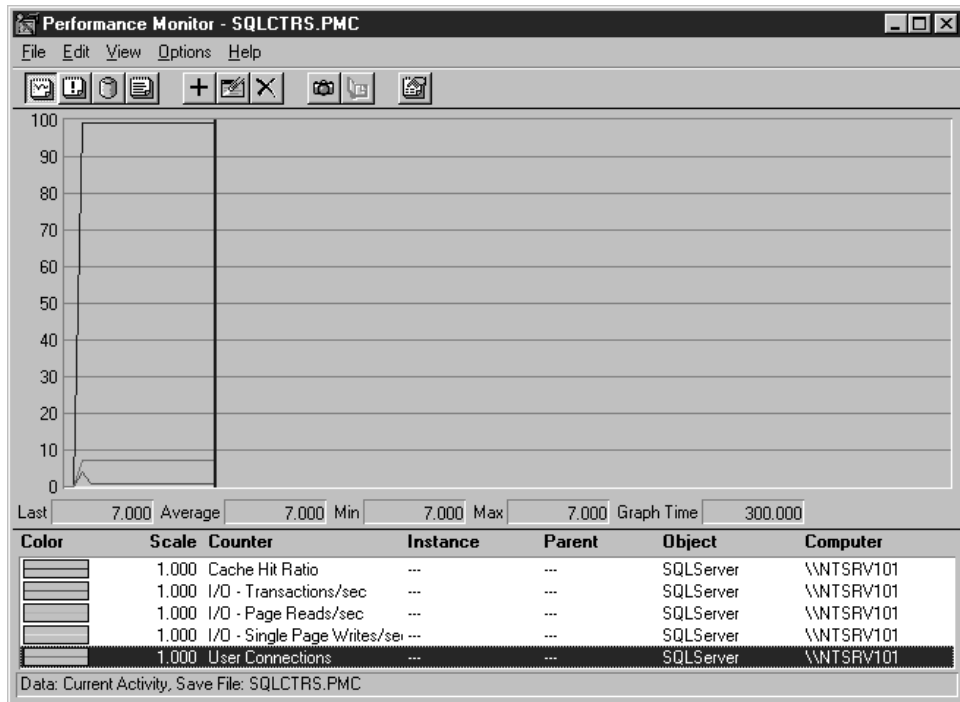 Performance Monitor - SQLCTRS.PMC
File Edit View Options Help
100
90
80
70
60
50
40
30
20
10
0
Last 7.000 Average 7.000 Min 7.000 Max 7.000 Graph Time 300.000
Color Scale Counter Instance Parent Object Computer
1.000 Cache Hit Ratio --- --- SQLServer \\NTSRV101
1.000 I/O - Transactions/sec --- --- SQLServer \\NTSRV101
1.000 I/O - Page Reads/sec --- --- SQLServer \\NTSRV101
1.000 I/O - Single Page Writes/se --- --- SQLServer \\NTSRV101
1.000 User Connections --- --- SQLServer \\NTSRV101
Data: Current Activity, Save File: SQLCTRS.PMC